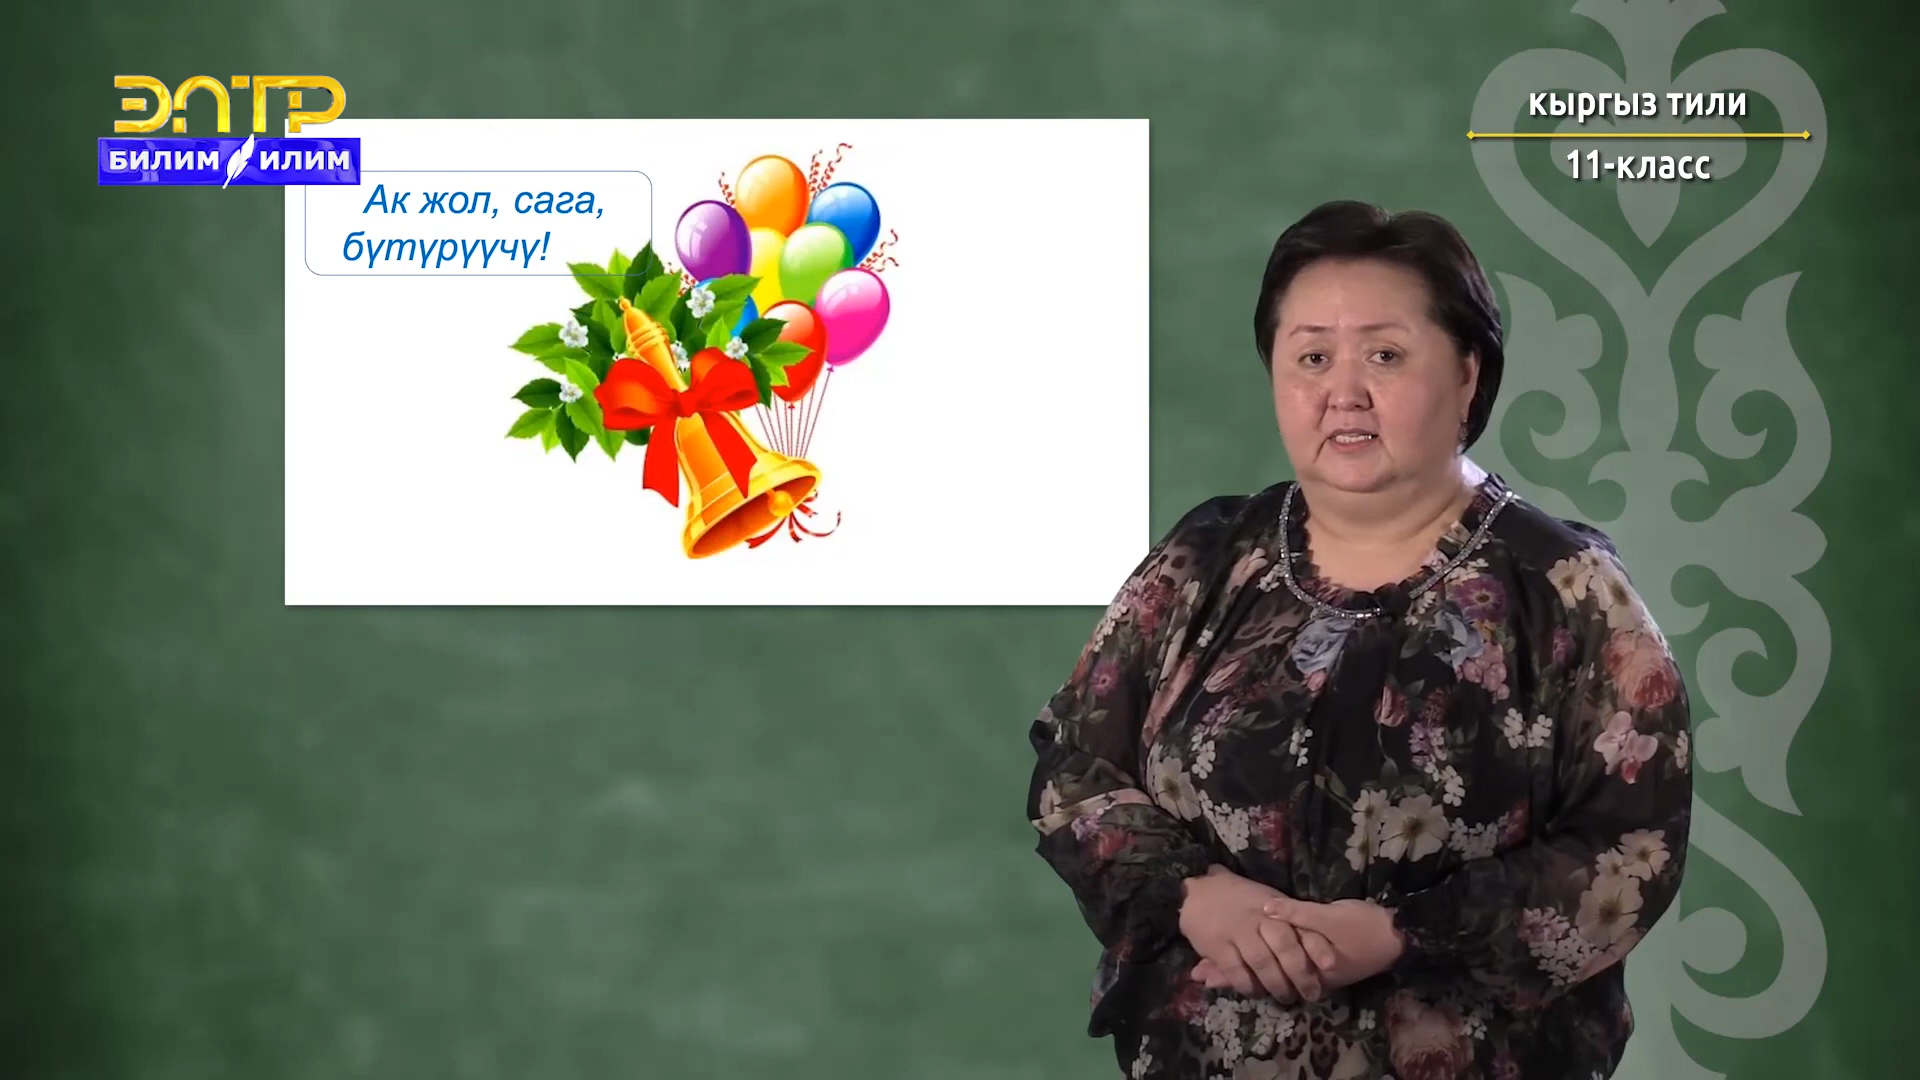 ЭЛТР
БИЛИМ ИЛИМ
Ак жол, сага,
бүтүрүүчү!
кыргыз тили
11-класс